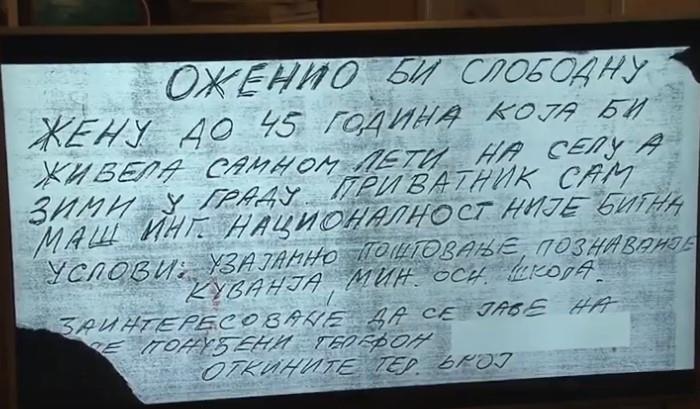 ОЖЕНИО БИ СЛОБОДНУ
ЖЕНУ ДО 45 ГОДИНА КОЈА БИ
ЖИВЕЛА САМНОМ ЛЕТИ НА СЕЛУ А
ЗИМИ У ГРАДУ. ПРИВАТНИК САМ
МАШ ИНГ. НАЦИОНАЛНОСТ НИЈЕ БИТНА
УСЛОВИ: УЗАЈАМНО ПОШТОВАЊЕ, ПОЗНАВАЊЕ
КУВАЊА, МИН. ОСН. ШКОЛА.
ЗАИНТЕРЕСОВАНЕ ДА СЕ ЈАВЕ НА
ПОНУЂЕНИ ТЕЛЕФОН
ОТКИНИТЕ ТЕЛ. БРОЈ